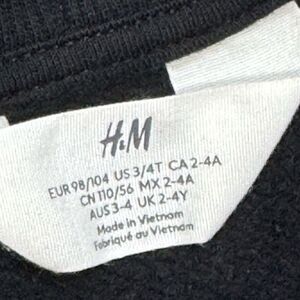 H&M
EUR 98/104 US 3/4T CA 2-4A
CN 110/56 MX 2-4A
AUS 3-4 UK 2-4Y
Made in Vietnam
Fabriqué au Vietnam